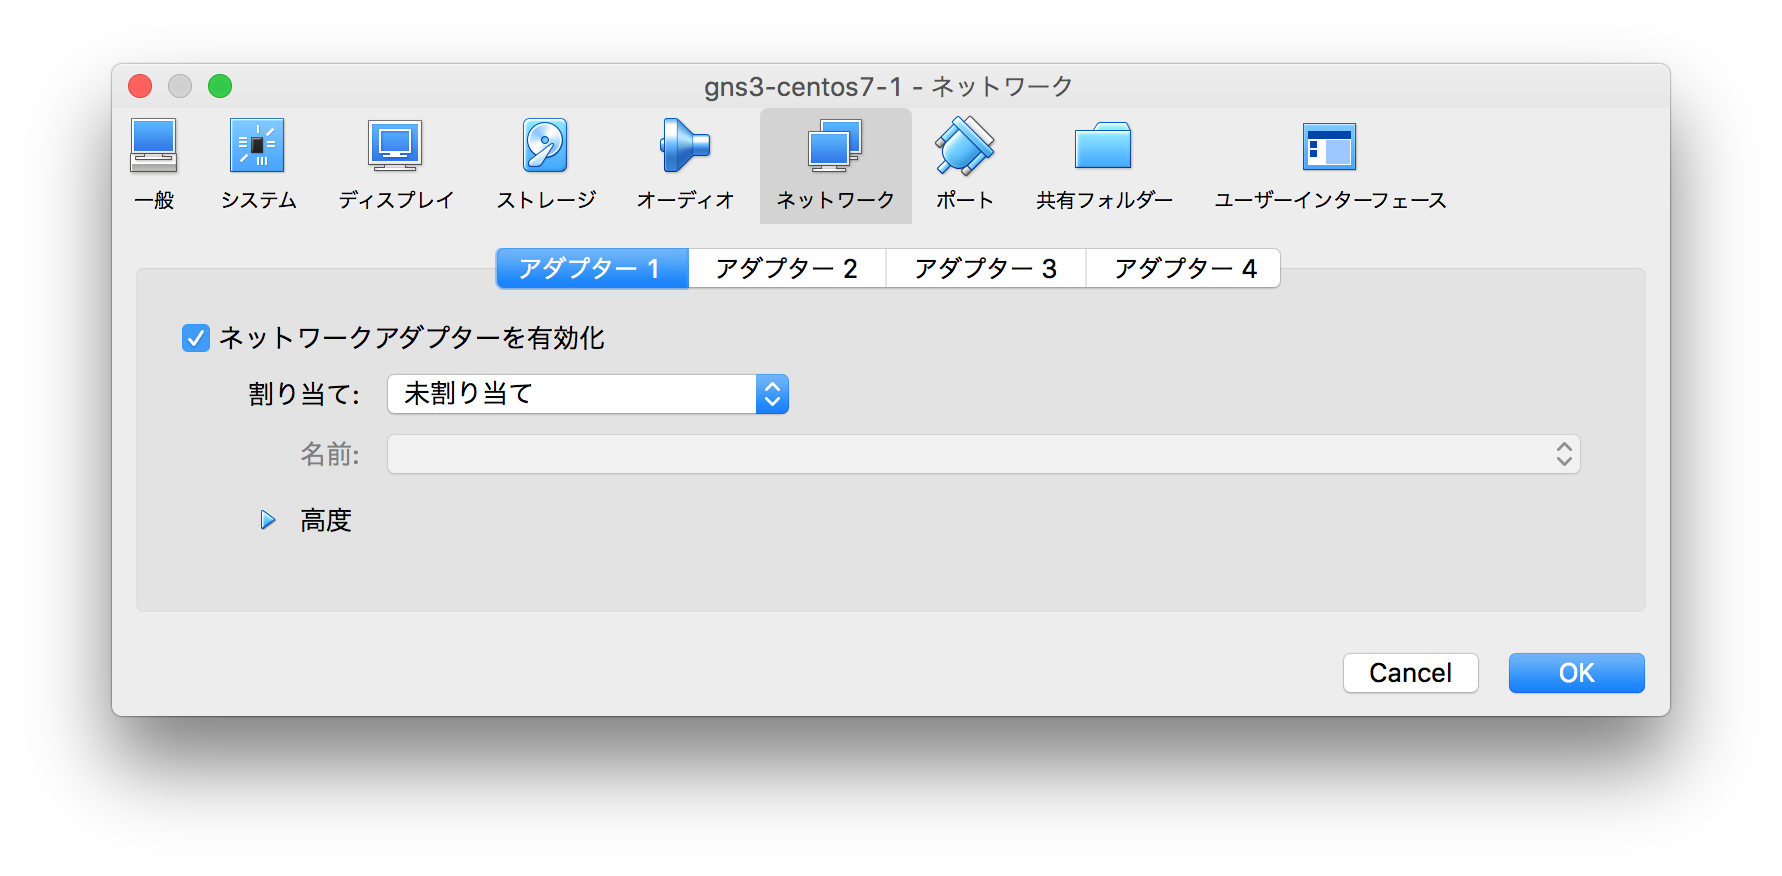 gns3-centos7-1 - ネットワーク
一般 システム ディスプレイ ストレージ オーディオ ネットワーク ポート 共有フォルダー ユーザーインターフェース
アダプター 1 アダプター 2 アダプター 3 アダプター 4
ネットワークアダプターを有効化
割り当て: 未割り当て
名前:
高度
Cancel OK